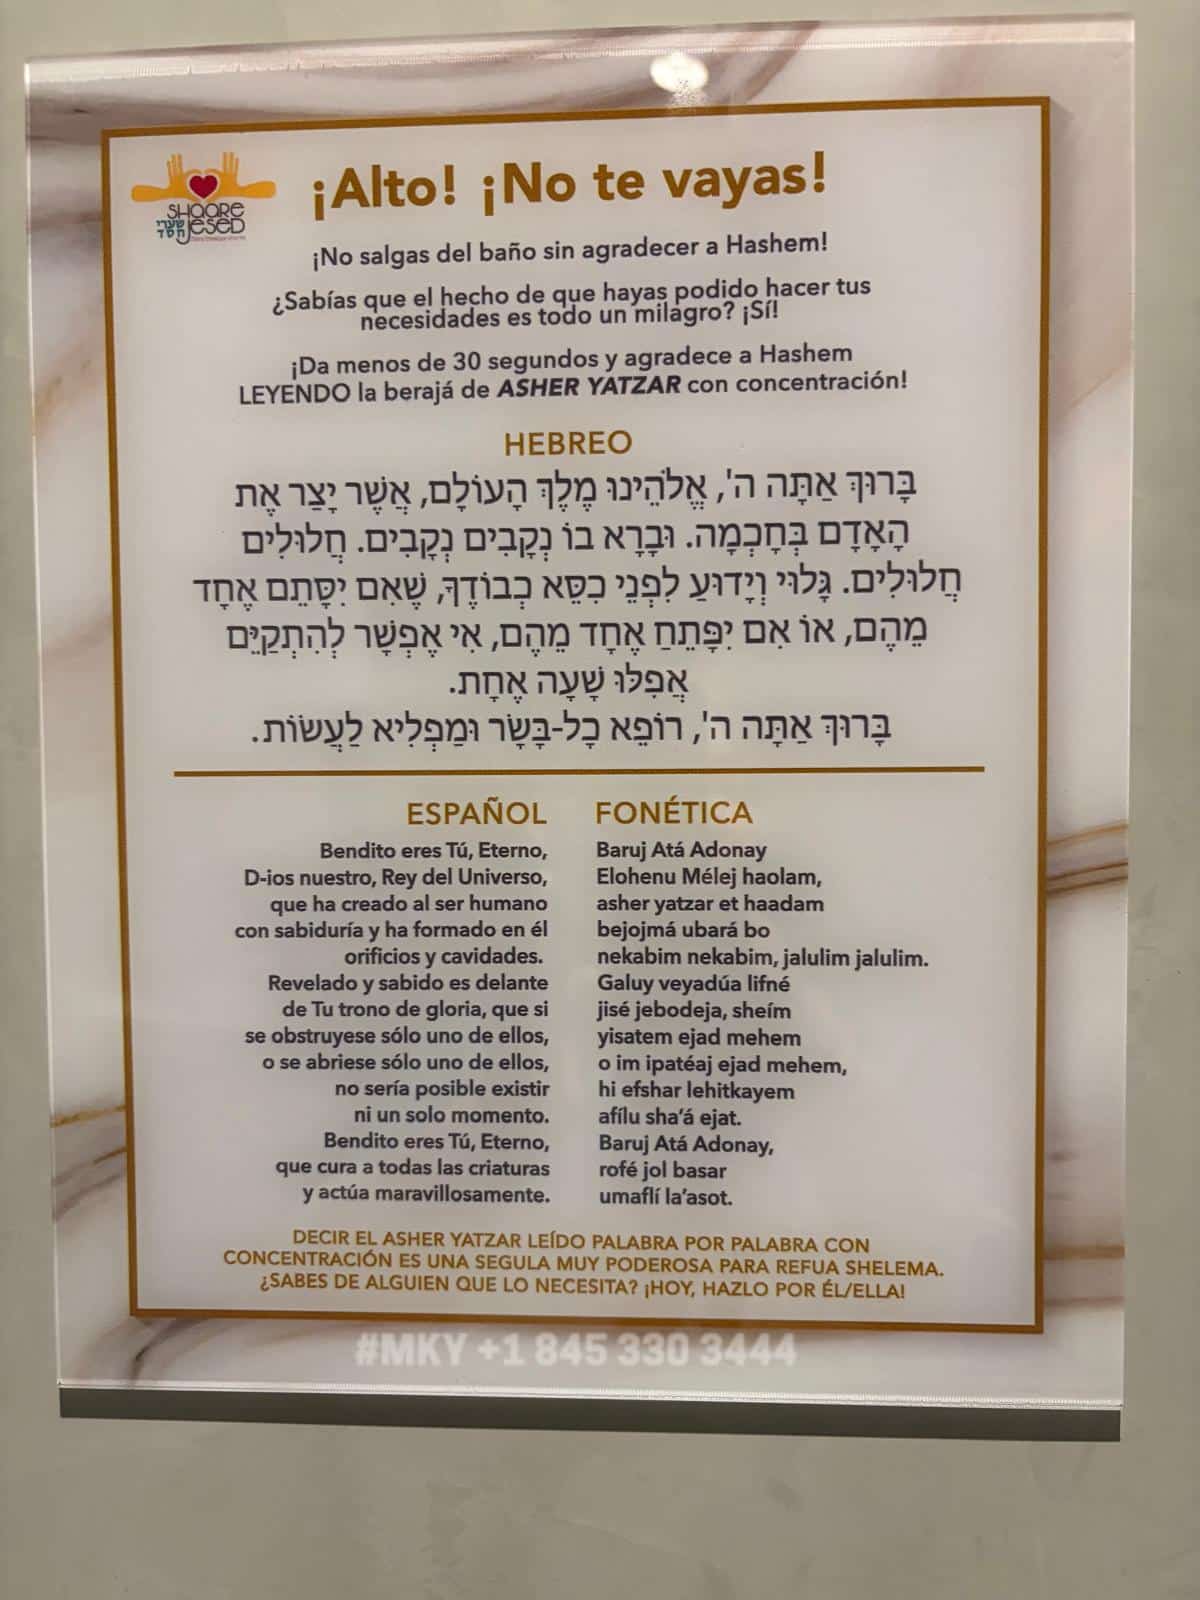 SHAARE
JESED
שערי
חסד
¡Alto! ¡No te vayas!
¡No salgas del baño sin agradecer a Hashem!
¿Sabías que el hecho de que hayas podido hacer tus
necesidades es todo un milagro? ¡Sí!
¡Da menos de 30 segundos y agradece a Hashem
LEYENDO la berajá de ASHER YATZAR con concentración!
HEBREO
בָּרוּךְ אַתָּה ה', אֱלֹהֵינוּ מֶלֶךְ הָעוֹלָם, אֲשֶׁר יָצַר אֶת
הָאָדָם בְּחָכְמָה. וּבָרָא בוֹ נְקָבִים נְקָבִים. חֲלוּלִים
חֲלוּלִים. גָּלוּי וְיָדוּעַ לִפְנֵי כִסֵּא כְבוֹדֶךָ, שֶׁאִם יִסָּתֵם אֶחָד
מֵהֶם, אוֹ אִם יִפָּתֵחַ אֶחָד מֵהֶם, אִי אֶפְשָׁר לְהִתְקַיֵּם
אֲפִלּוּ שָׁעָה אֶחָת.
בָּרוּךְ אַתָּה ה', רוֹפֵא כָל-בָּשָׂר וּמַפְלִיא לַעֲשׂוֹת.
ESPAÑOL
Bendito eres Tú, Eterno,
D-ios nuestro, Rey del Universo,
que ha creado al ser humano
con sabiduría y ha formado en él
orificios y cavidades.
Revelado y sabido es delante
de Tu trono de gloria, que si
se obstruyese sólo uno de ellos,
o se abriese sólo uno de ellos,
no sería posible existir
ni un solo momento.
Bendito eres Tú, Eterno,
que cura a todas las criaturas
y actúa maravillosamente.
FONÉTICA
Baruj Atá Adonay
Elohenu Mélej haolam,
asher yatzar et haadam
bejojmá ubará bo
nekabim nekabim, jalulim jalulim.
Galuy veyadúa lifné
jisé jebodeja, sheím
yisatem ejad mehem
o im ipatéaj ejad mehem,
hi efshar lehitkayem
afílu sha'á ejat.
Baruj Atá Adonay,
rofé jol basar
umaflí la'asot.
DECIR EL ASHER YATZAR LEÍDO PALABRA POR PALABRA CON
CONCENTRACIÓN ES UNA SEGULA MUY PODEROSA PARA REFUA SHELEMA.
¿SABES DE ALGUIEN QUE LO NECESITA? ¡HOY, HAZLO POR ÉL/ELLA!
#MKY +1 845 330 3444